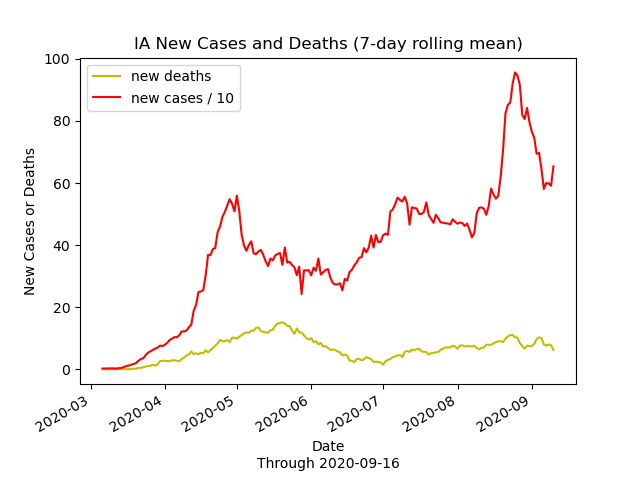 IA New Cases and Deaths (7-day rolling mean)
new deaths
new cases / 10
New Cases or Deaths
100
80
60
40
20
0
2020-03
2020-04
2020-05
2020-06
2020-07
2020-08
2020-09
Date
Through 2020-09-16